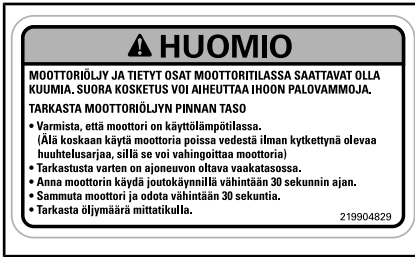 ⚠ HUOMIO
MOOTTORIÖLJY JA TIETYT OSAT MOOTTORITILASSA SAATTAVAT OLLA
KUUMIA. SUORA KOSKETUS VOI AIHEUTTAA IHOON PALOVAMMOJA.
TARKASTA MOOTTORIÖLJYN PINNAN TASO
• Varmista, että moottori on käyttölämpötilassa.
(Älä koskaan käytä moottoria poissa vedestä ilman kytkettynä olevaa
huuhtelusarjaa, sillä se voi vahingoittaa moottoria)
• Tarkastusta varten on ajoneuvon oltava vaakatasossa.
• Anna moottorin käydä joutokäynnillä vähintään 30 sekunnin ajan.
• Sammuta moottori ja odota vähintään 30 sekuntia.
• Tarkasta öljymäärä mittatikulla.
219904829